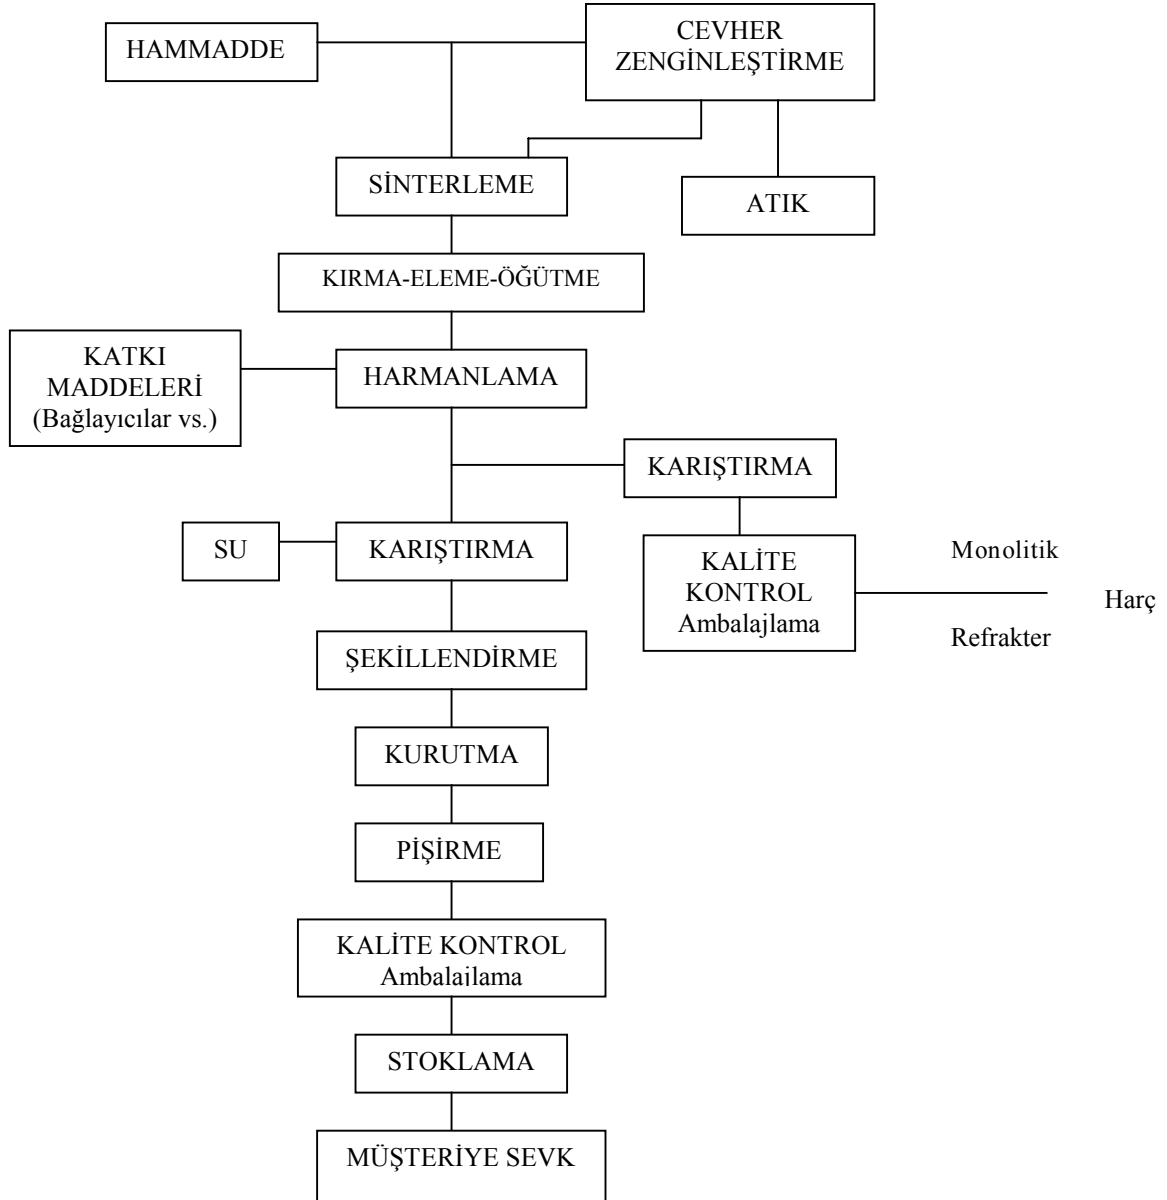 HAMMADDE
CEVHER
ZENGİNLEŞTİRME
SİNTERLEME
ATIK
KIRMA-ELEME-ÖĞÜTME
KATKI
MADDELERİ
(Bağlayıcılar vs.)
HARMANLAMA
KARIŞTIRMA
SU
KARIŞTIRMA
KALİTE
KONTROL
Ambalajlama
Monolitik
Harç
Refrakter
ŞEKİLLENDİRME
KURUTMA
PİŞİRME
KALİTE KONTROL
Ambalajlama
STOKLAMA
MÜŞTERİYE SEVK